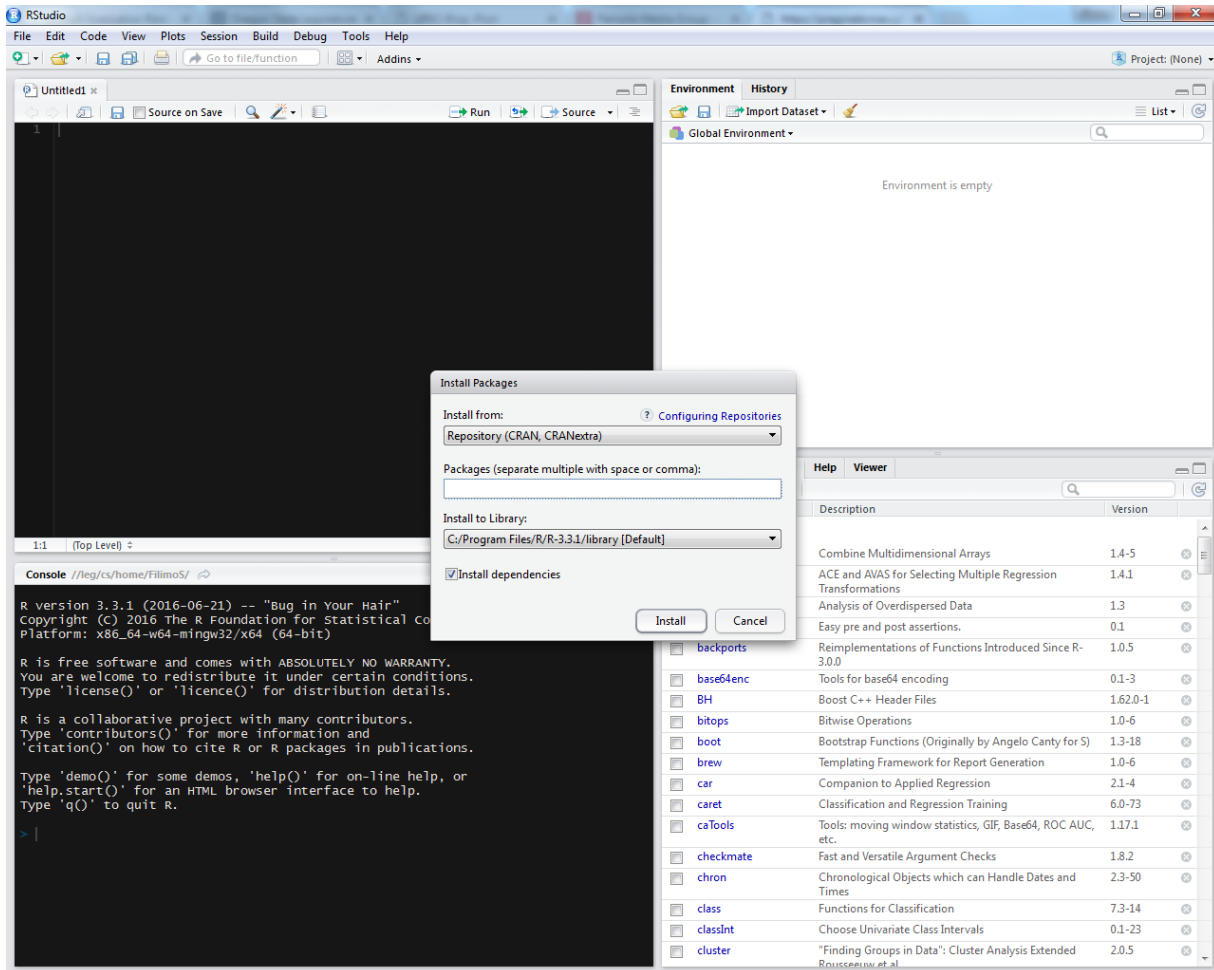 RStudio
File Edit Code View Plots Session Build Debug Tools Help
Go to file/function Addins Project: (None)
Untitled1
Source on Save Run Source
1
1:1 (Top Level)
Console //leg/cs/home/FilimoS/
R version 3.3.1 (2016-06-21) -- "Bug in Your Hair"
Copyright (C) 2016 The R Foundation for Statistical Co
Platform: x86_64-w64-mingw32/x64 (64-bit)
R is free software and comes with ABSOLUTELY NO WARRANTY.
You are welcome to redistribute it under certain conditions.
Type 'license()' or 'licence()' for distribution details.
R is a collaborative project with many contributors.
Type 'contributors()' for more information and
'citation()' on how to cite R or R packages in publications.
Type 'demo()' for some demos, 'help()' for on-line help, or
'help.start()' for an HTML browser interface to help.
Type 'q()' to quit R.
>
Environment History
Import Dataset List
Global Environment
Environment is empty
Install Packages
Install from: ? Configuring Repositories
Repository (CRAN, CRANextra)
Packages (separate multiple with space or comma):
Install to Library:
C:/Program Files/R/R-3.3.1/library [Default]
Install dependencies
Install Cancel
Help Viewer
Description Version
Combine Multidimensional Arrays 1.4-5
ACE and AVAS for Selecting Multiple Regression 1.4.1
Transformations
Analysis of Overdispersed Data 1.3
Easy pre and post assertions. 0.1
backports Reimplementations of Functions Introduced Since R- 1.0.5
3.0.0
base64enc Tools for base64 encoding 0.1-3
BH Boost C++ Header Files 1.62.0-1
bitops Bitwise Operations 1.0-6
boot Bootstrap Functions (Originally by Angelo Canty for S) 1.3-18
brew Templating Framework for Report Generation 1.0-6
car Companion to Applied Regression 2.1-4
caret Classification and Regression Training 6.0-73
caTools Tools: moving window statistics, GIF, Base64, ROC AUC, 1.17.1
etc.
checkmate Fast and Versatile Argument Checks 1.8.2
chron Chronological Objects which can Handle Dates and 2.3-50
Times
class Functions for Classification 7.3-14
classInt Choose Univariate Class Intervals 0.1-23
cluster "Finding Groups in Data": Cluster Analysis Extended 2.0.5
Rousseeuw et al